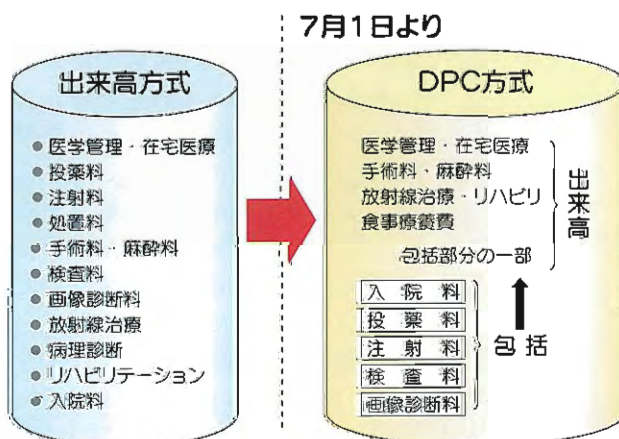 7月1日より
出来高方式
● 医学管理・在宅医療
● 投薬料
● 注射料
● 処置料
● 手術料・麻酔料
● 検査料
● 画像診断料
● 放射線治療
● 病理診断
● リハビリテーション
● 入院料
DPC方式
医学管理・在宅医療
手術料・麻酔料
放射線治療・リハビリ
食事療養費
包括部分の一部
出来高
入院料
投薬料
注射料
検査料
画像診断料
包括